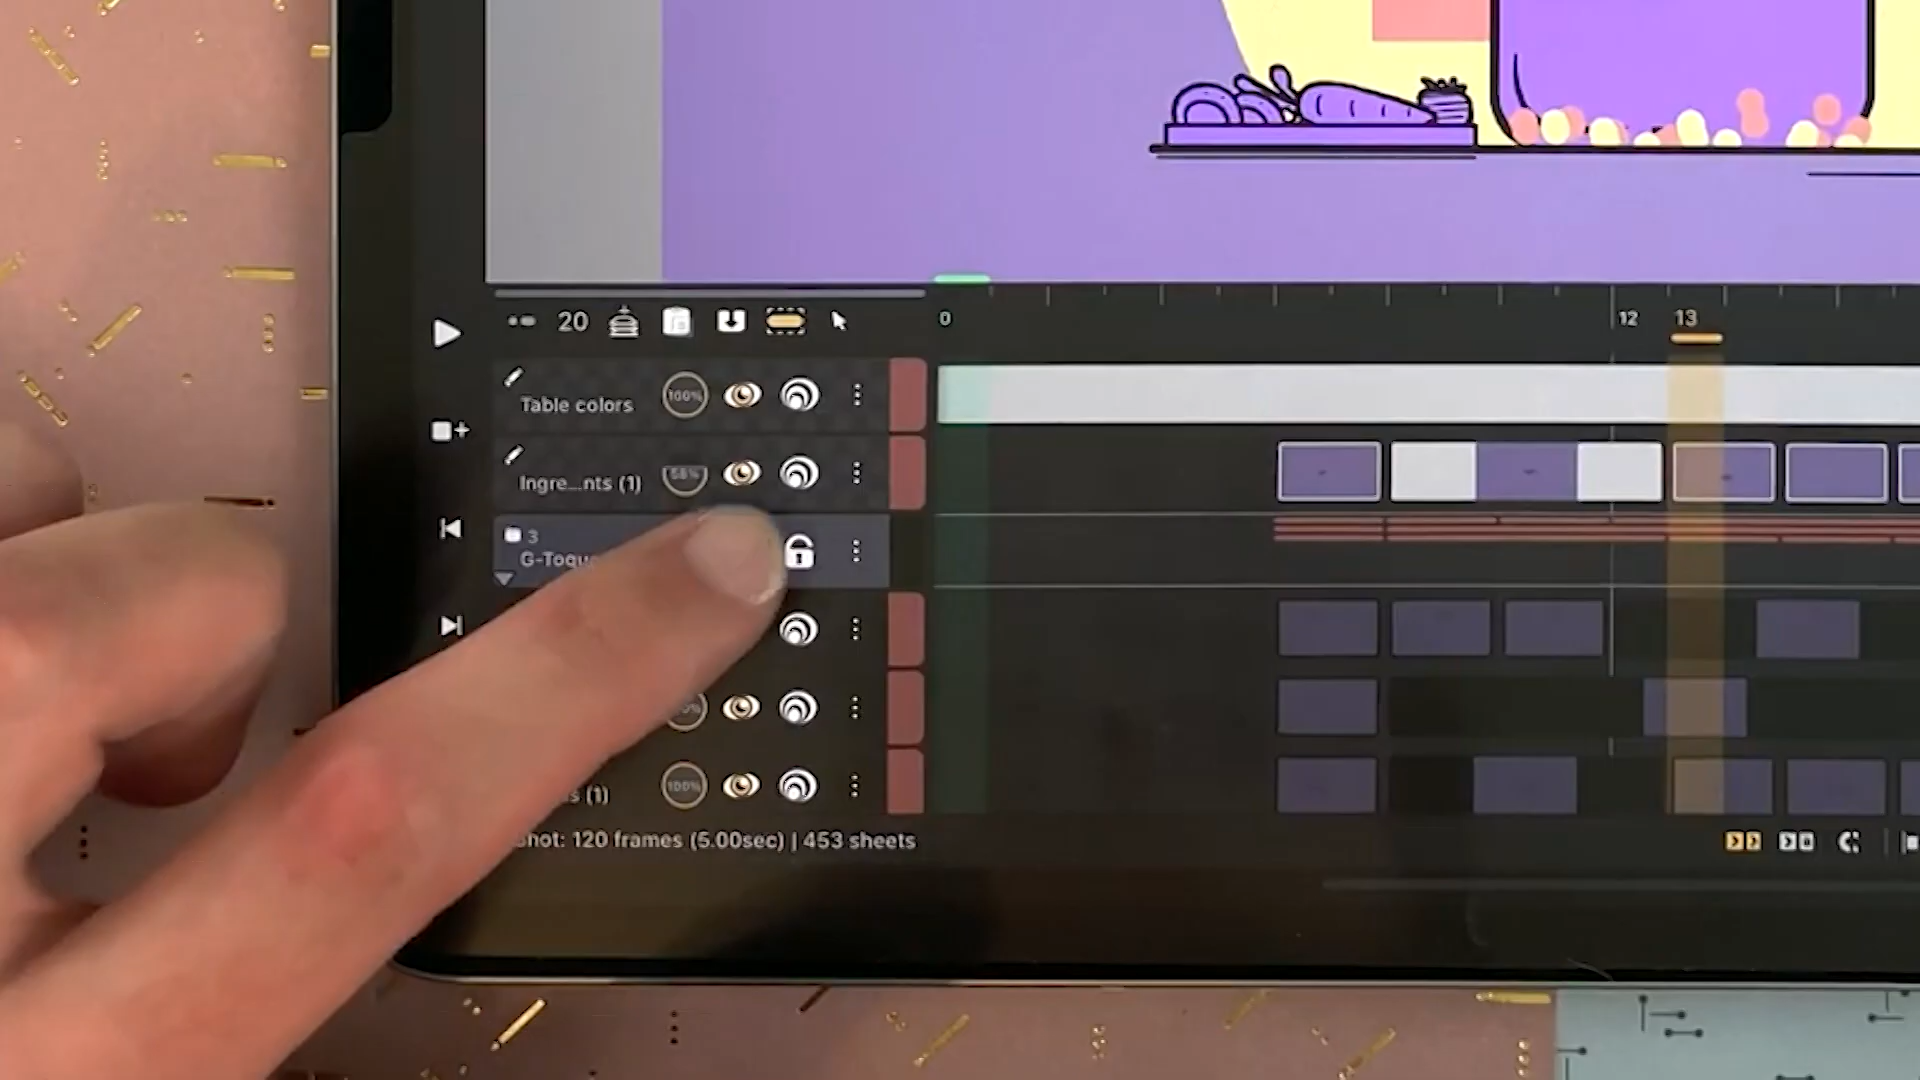 20
0
12
13
Table colors
100%
Ingre...nts (1)
58%
3
G-Toqu
s (1)
100%
hot: 120 frames (5.00sec) | 453 sheets